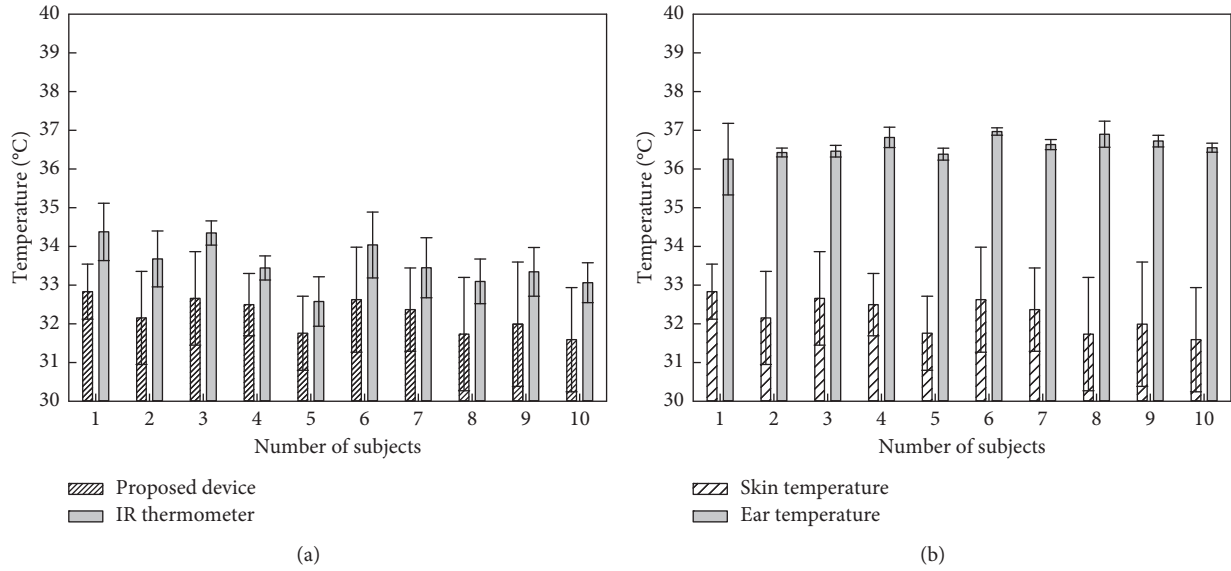 40
39
38
37
36
35
34
33
32
31
30
Temperature (°C)
1 2 3 4 5 6 7 8 9 10
Number of subjects
Proposed device
IR thermometer
(a)
40
39
38
37
36
35
34
33
32
31
30
Temperature (°C)
1 2 3 4 5 6 7 8 9 10
Number of subjects
Skin temperature
Ear temperature
(b)